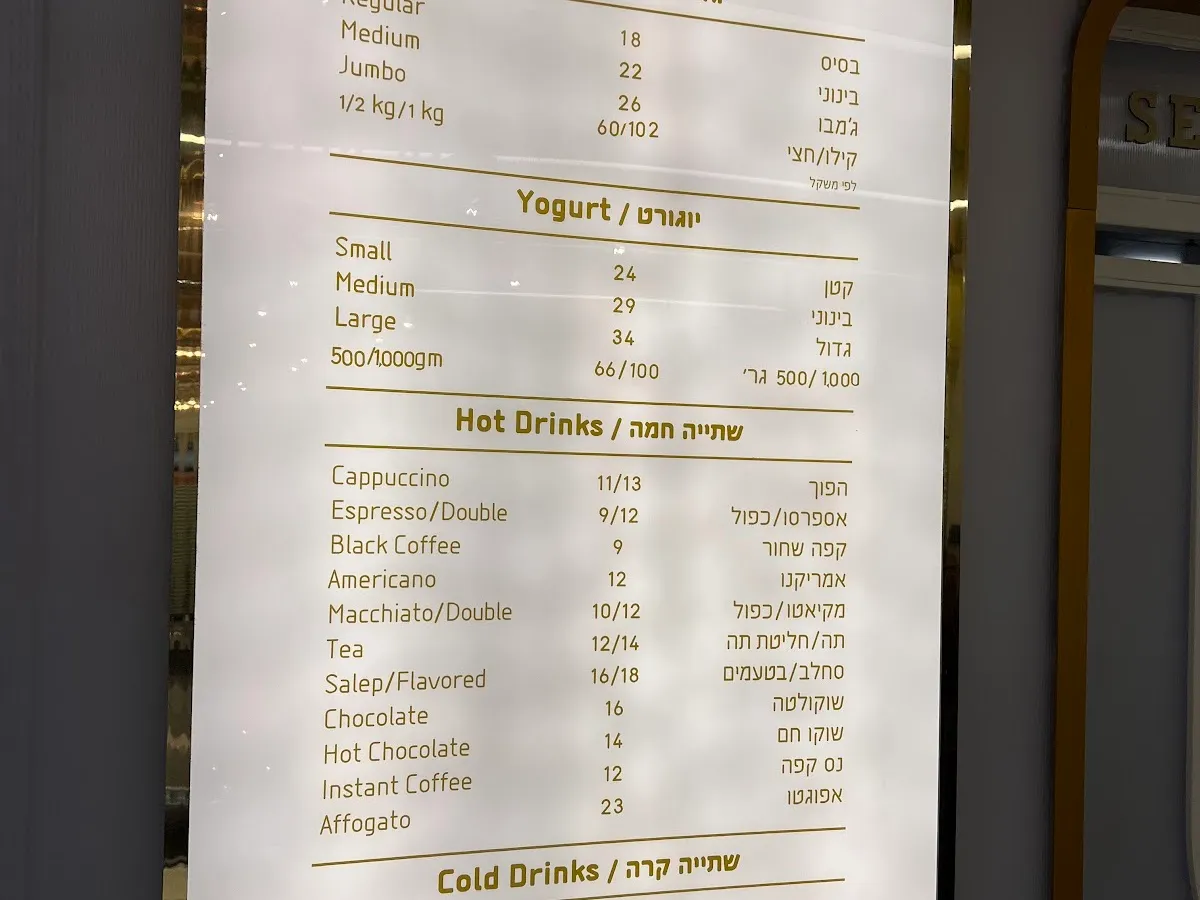 Regular 18 בסיס
Medium 22 בינוני
Jumbo 26 ג'מבו
1/2 kg/1 kg 60/102 קילו/חצי
לפי משקל
Yogurt / יוגורט
Small 24 קטן
Medium 29 בינוני
Large 34 גדול
500/1,000gm 66/100 500/ 1,000 גר'
Hot Drinks / שתייה חמה
Cappuccino 11/13 הפוך
Espresso/Double 9/12 אספרסו/כפול
Black Coffee 9 קפה שחור
Americano 12 אמריקנו
Macchiato/Double 10/12 מקיאטו/כפול
Tea 12/14 תה/חליטת תה
Salep/Flavored 16/18 סחלב/בטעמים
Chocolate 16 שוקולטה
Hot Chocolate 14 שוקו חם
Instant Coffee 12 נס קפה
Affogato 23 אפוגטו
Cold Drinks / שתייה קרה
SE